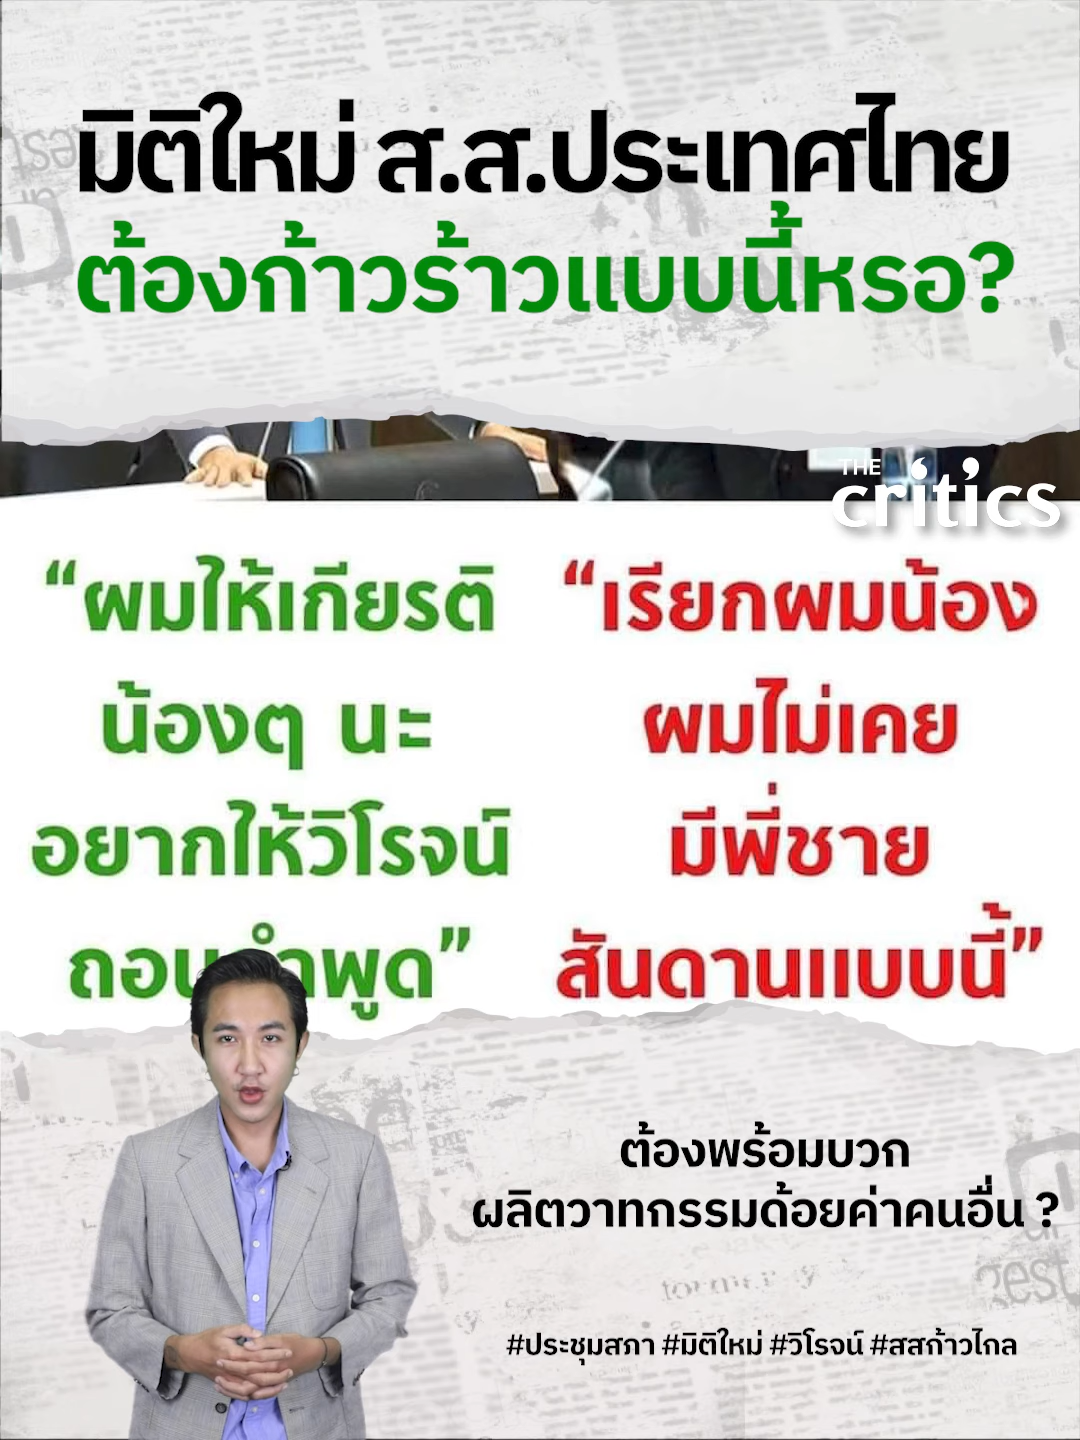 มิติใหม่ ส.ส.ประเทศไทย
ต้องก้าวร้าวแบบนี้หรอ?
THE
critics
“ผมให้เกียรติ
น้องๆ นะ
อยากให้วิโรจน์
ถอนคำพูด”
“เรียกผมน้อง
ผมไม่เคย
มีพี่ชาย
สันดานแบบนี้”
ต้องพร้อมบวก
ผลิตวาทกรรมด้อยค่าคนอื่น ?
#ประชุมสภา #มิติใหม่ #วิโรจน์ #สสก้าวไกล